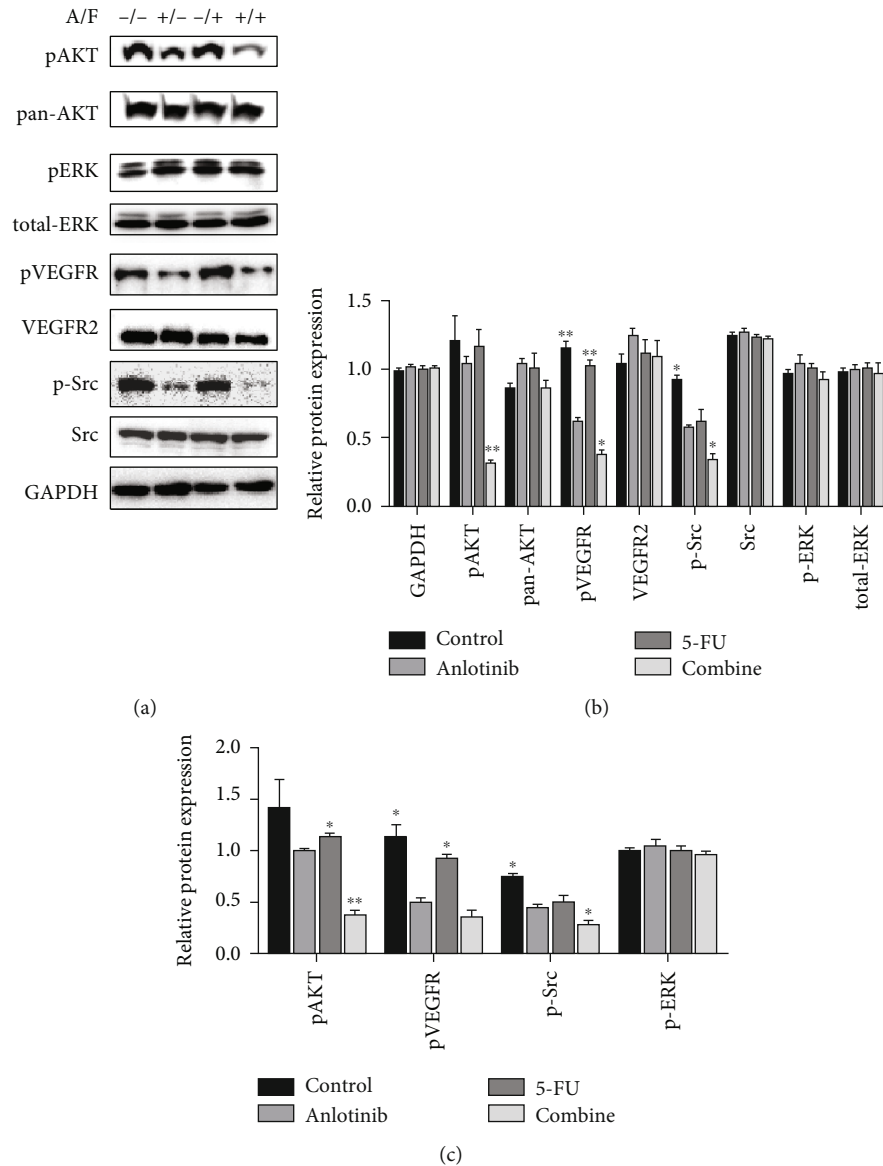 A/F −/− +/− −/+ +/+
pAKT
pan-AKT
pERK
total-ERK
pVEGFR
VEGFR2
p-Src
Src
GAPDH
(a)
Relative protein expression
1.5
1.0
0.5
0.0
** ** ** * * *
GAPDH
pAKT
pan-AKT
pVEGFR
VEGFR2
p-Src
Src
p-ERK
total-ERK
Control
Anlotinib
5-FU
Combine
(b)
Relative protein expression
2.0
1.5
1.0
0.5
0.0
* ** * * * *
pAKT
pVEGFR
p-Src
p-ERK
Control
Anlotinib
5-FU
Combine
(c)